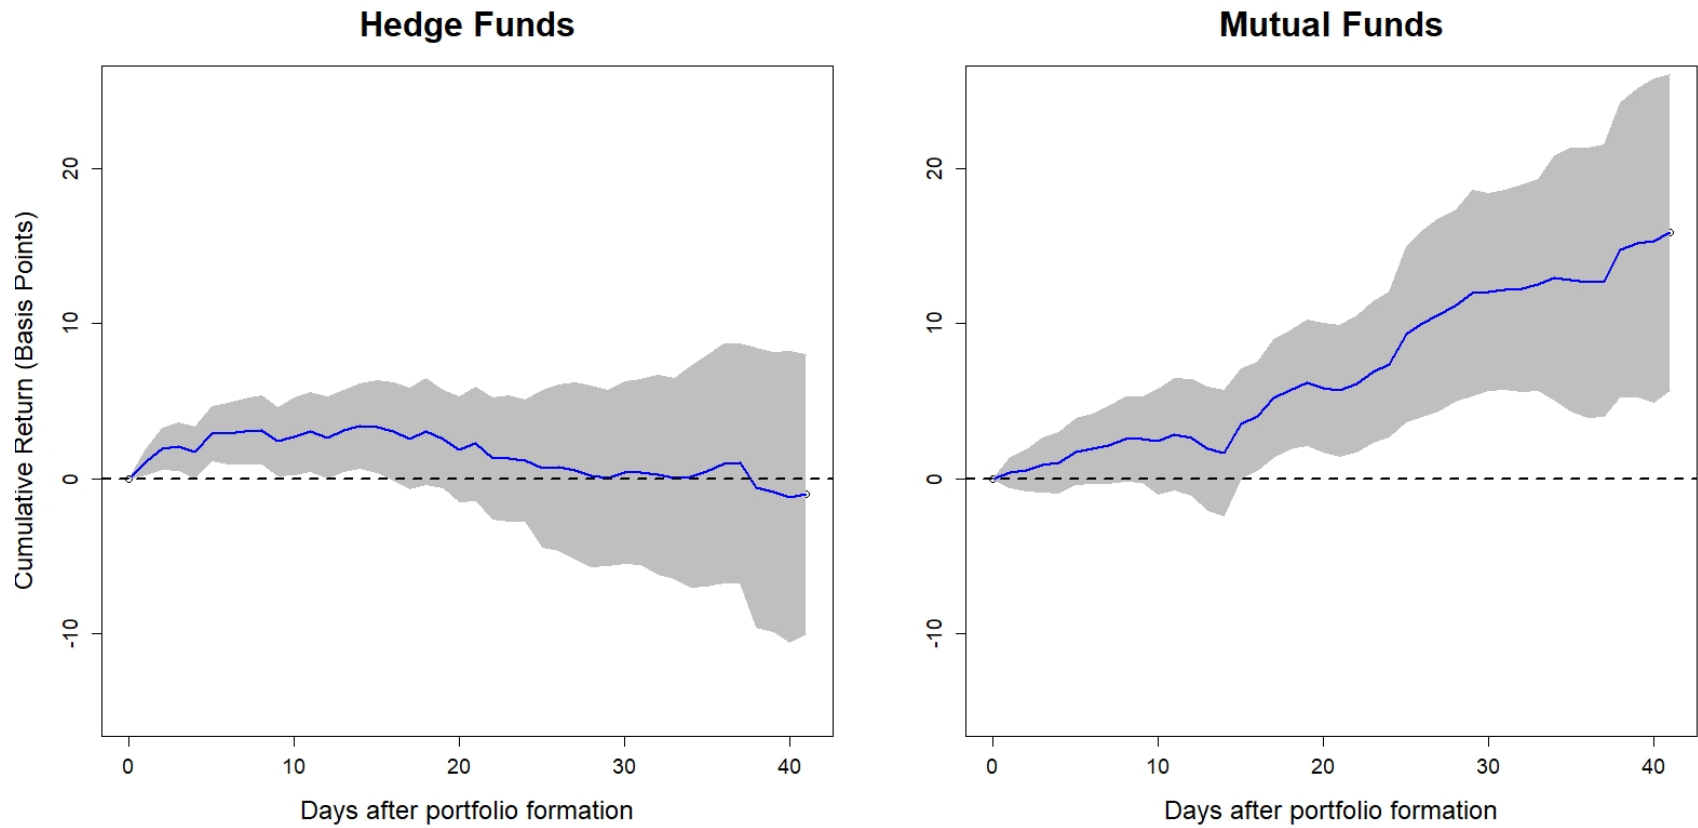 Hedge Funds
Cumulative Return (Basis Points)
20
10
0
-10
0 10 20 30 40
Days after portfolio formation
Mutual Funds
20
10
0
-10
0 10 20 30 40
Days after portfolio formation